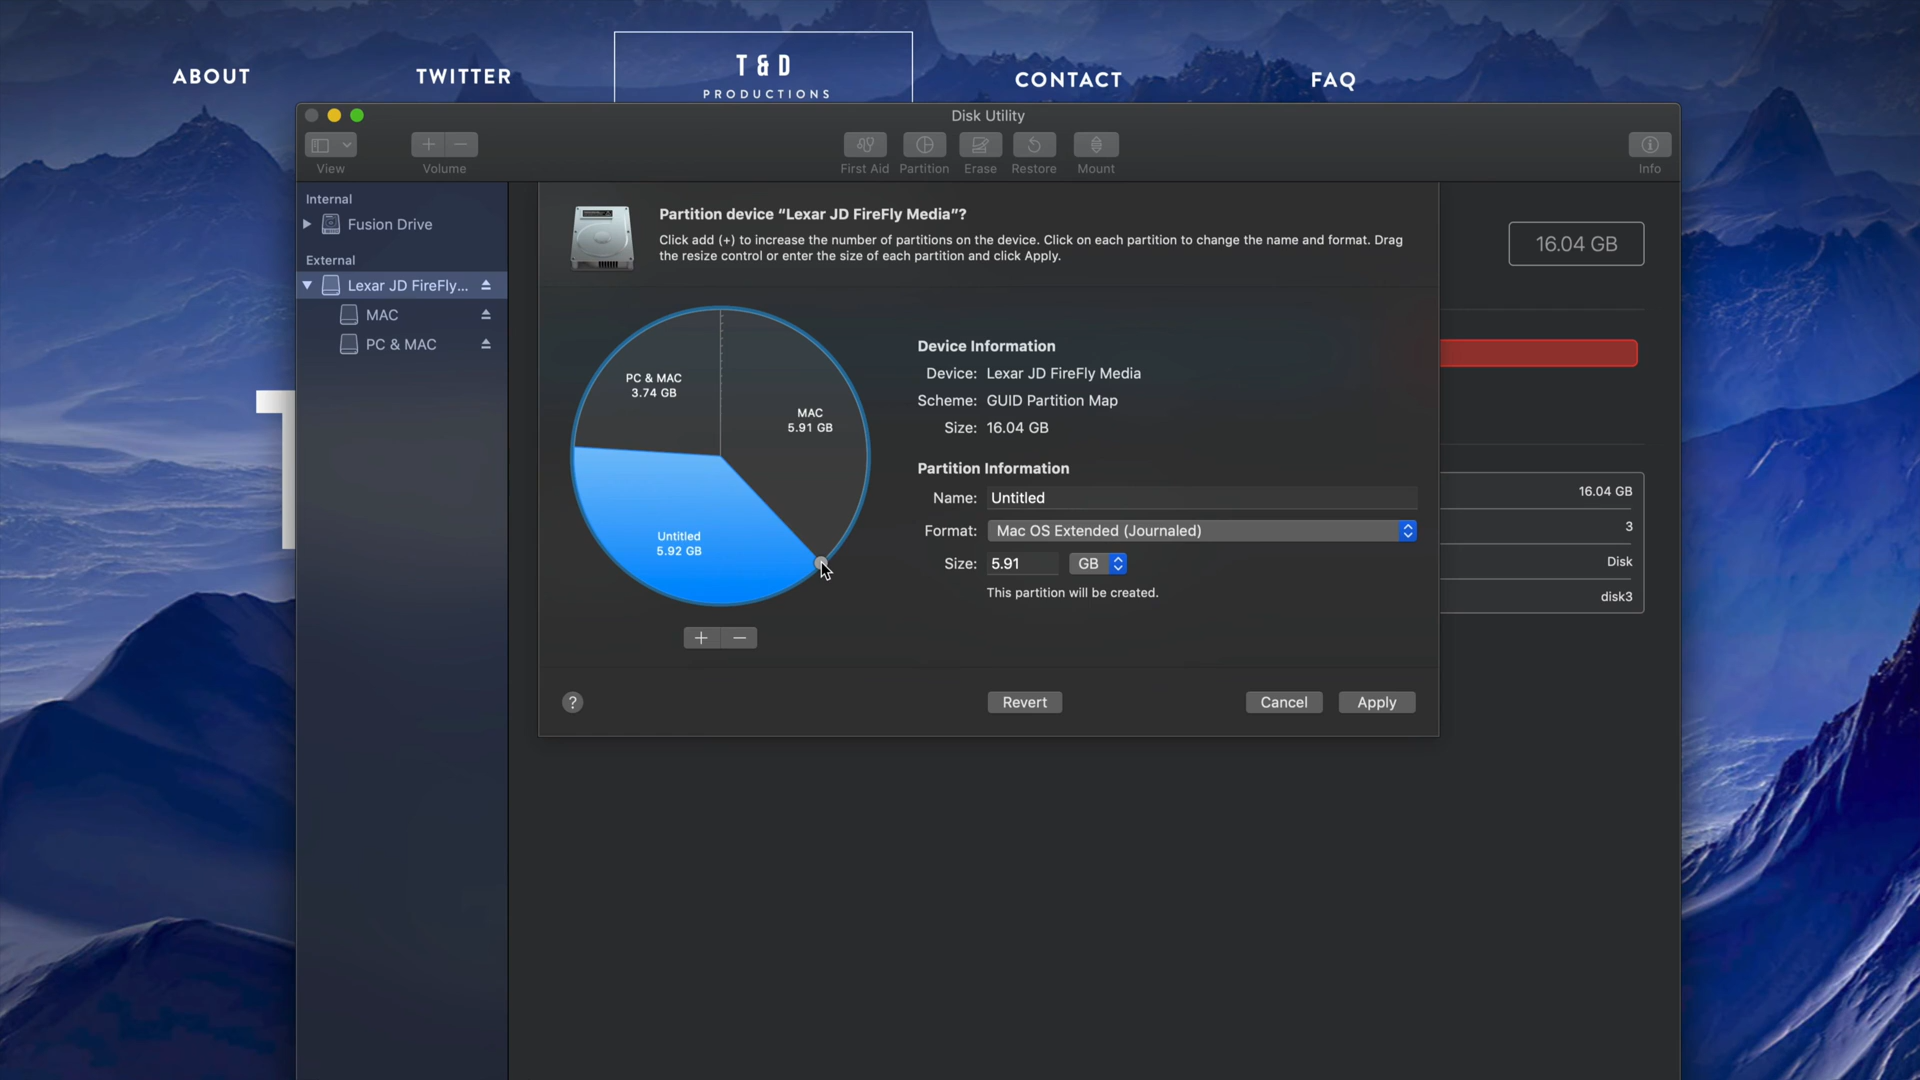 ABOUT
TWITTER
T & D
PRODUCTIONS
CONTACT
FAQ
Disk Utility
View
Volume
First Aid
Partition
Erase
Restore
Mount
Info
Internal
Fusion Drive
External
Lexar JD FireFly...
MAC
PC & MAC
Partition device “Lexar JD FireFly Media”?
Click add (+) to increase the number of partitions on the device. Click on each partition to change the name and format. Drag
the resize control or enter the size of each partition and click Apply.
16.04 GB
PC & MAC
3.74 GB
MAC
5.91 GB
Untitled
5.92 GB
Device Information
Device: Lexar JD FireFly Media
Scheme: GUID Partition Map
Size: 16.04 GB
Partition Information
Name: Untitled
Format: Mac OS Extended (Journaled)
Size: 5.91 GB
This partition will be created.
16.04 GB
3
Disk
disk3
+ −
?
Revert
Cancel
Apply
T